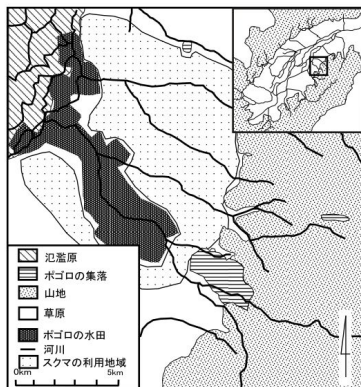 氾濫原
ポゴロの集落
山地
草原
ポゴロの水田
河川
スクマの利用地域
0km 5km